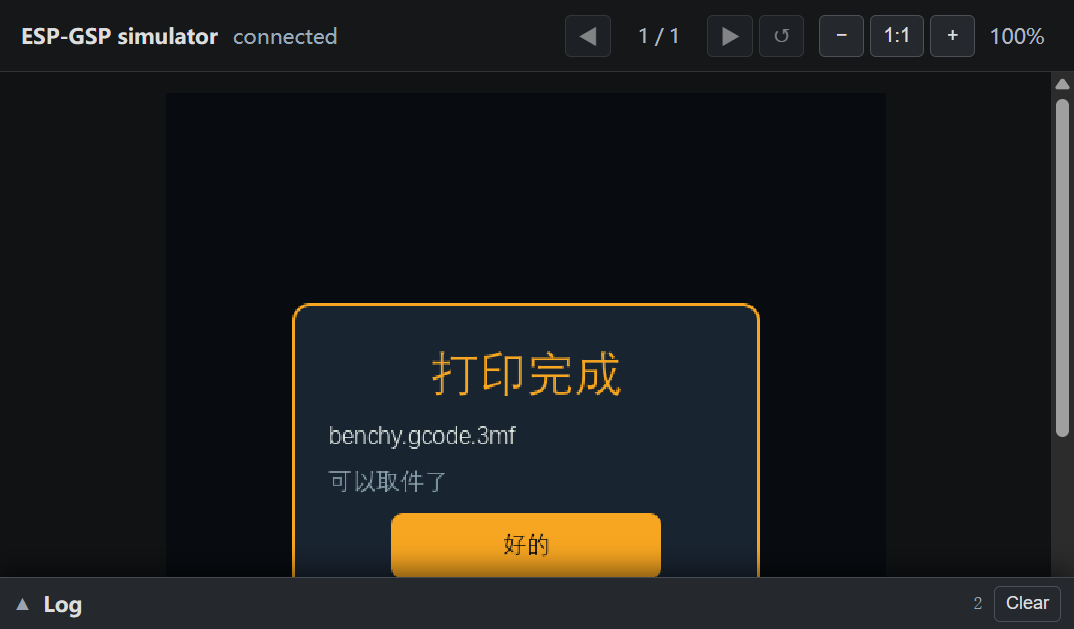 ESP-GSP simulator connected ◀ 1 / 1 ▶ ↺ − 1:1 + 100%
打印完成
benchy.gcode.3mf
可以取件了
好的
▲ Log 2 Clear